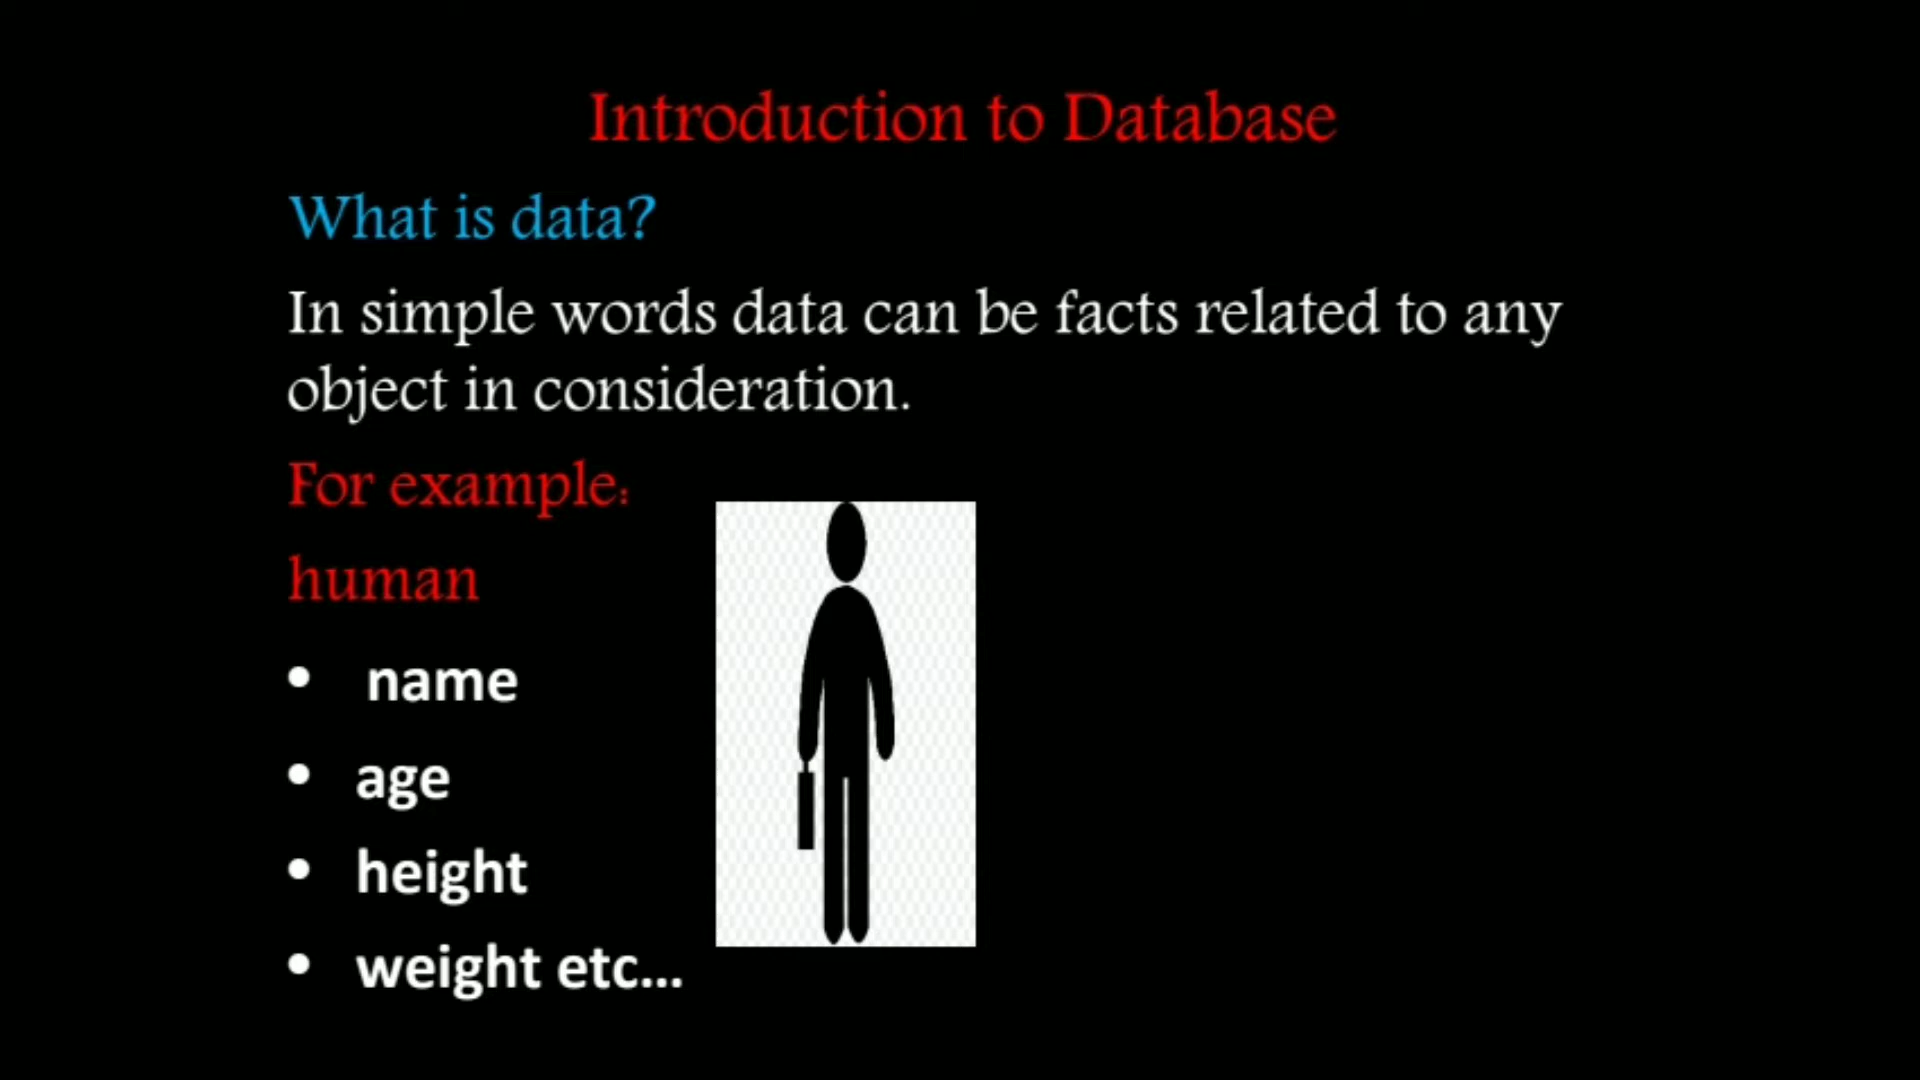 Introduction to Database
What is data?
In simple words data can be facts related to any
object in consideration.
For example:
human
• name
• age
• height
• weight etc...